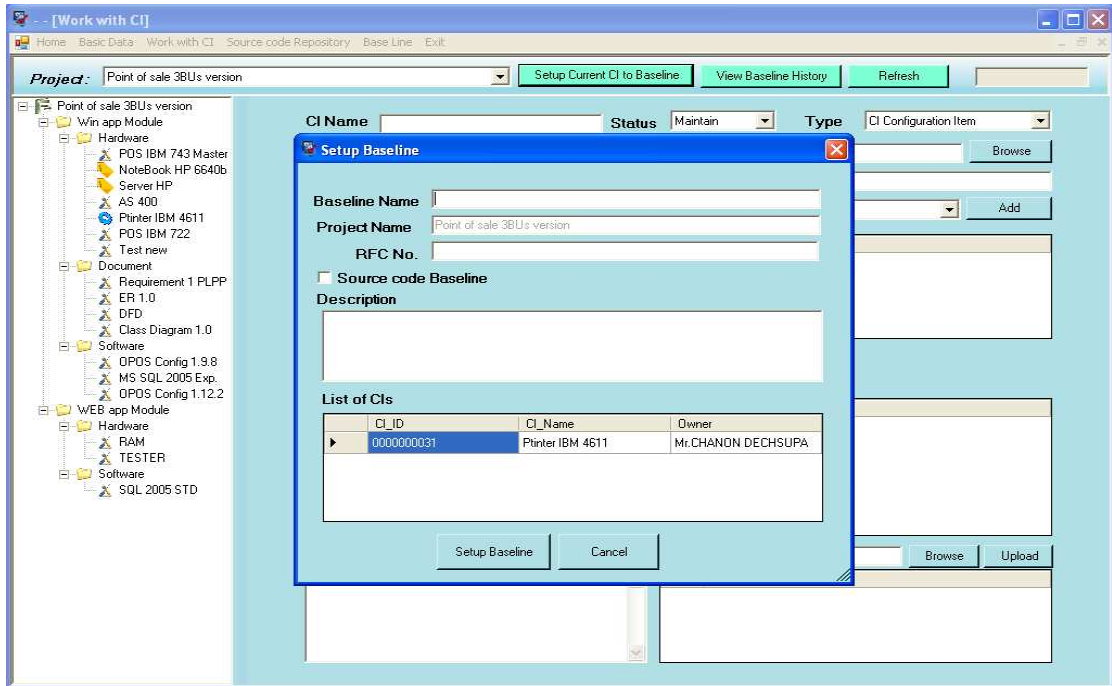 - - [Work with CI]
Home Basic Data Work with CI Source code Repository Base Line Exit
Project: Point of sale 3BUs version Setup Current CI to Baseline View Baseline History Refresh
Point of sale 3BUs version
Win app Module
Hardware
POS IBM 743 Master
NoteBook HP 6640b
Server HP
AS 400
Ptinter IBM 4611
POS IBM 722
Test new
Document
Requirement 1 PLPP
ER 1.0
DFD
Class Diagram 1.0
Software
OPOS Config 1.9.8
MS SQL 2005 Exp.
OPOS Config 1.12.2
WEB app Module
Hardware
RAM
TESTER
Software
SQL 2005 STD
CI Name Status Maintain Type CI Configuration Item
Browse
Add
Setup Baseline
Baseline Name
Project Name Point of sale 3BUs version
RFC No.
Source code Baseline
Description
List of CIs
CI_ID CI_Name Owner
0000000031 Ptinter IBM 4611 Mr.CHANON DECHSUPA
Setup Baseline Cancel
Browse Upload